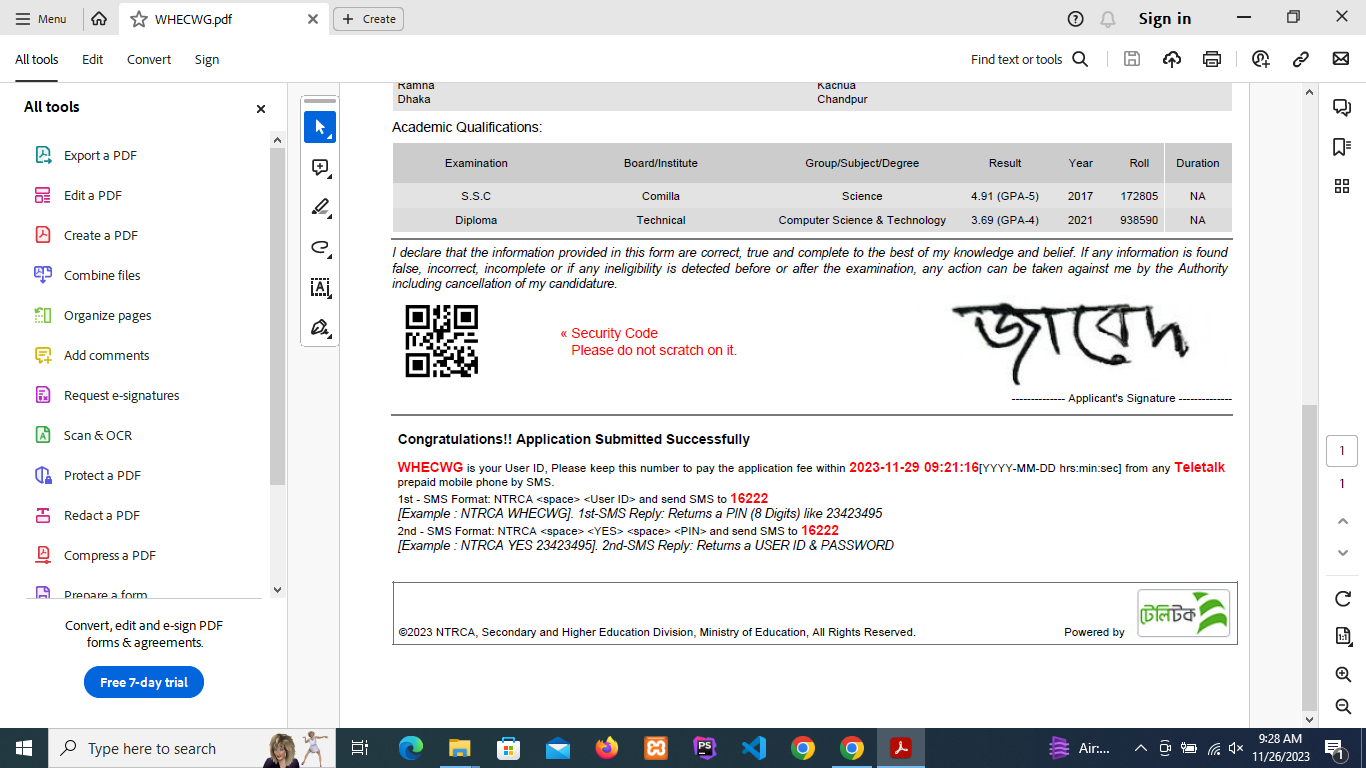 Menu
WHECWG.pdf
Create
Sign in
All tools Edit Convert Sign
Find text or tools
All tools
Export a PDF
Edit a PDF
Create a PDF
Combine files
Organize pages
Add comments
Request e-signatures
Scan & OCR
Protect a PDF
Redact a PDF
Compress a PDF
Prepare a form
Convert, edit and e-sign PDF
forms & agreements.
Free 7-day trial
Ramna Kachua
Dhaka Chandpur
Academic Qualifications:
Examination Board/Institute Group/Subject/Degree Result Year Roll Duration
S.S.C Comilla Science 4.91 (GPA-5) 2017 172805 NA
Diploma Technical Computer Science & Technology 3.69 (GPA-4) 2021 938590 NA
I declare that the information provided in this form are correct, true and complete to the best of my knowledge and belief. If any information is found
false, incorrect, incomplete or if any ineligibility is detected before or after the examination, any action can be taken against me by the Authority
including cancellation of my candidature.
« Security Code
Please do not scratch on it.
জাবেদ
-------------- Applicant's Signature --------------
Congratulations!! Application Submitted Successfully
WHECWG is your User ID, Please keep this number to pay the application fee within 2023-11-29 09:21:16[YYYY-MM-DD hrs:min:sec] from any Teletalk
prepaid mobile phone by SMS.
1st - SMS Format: NTRCA <space> <User ID> and send SMS to 16222
[Example : NTRCA WHECWG]. 1st-SMS Reply: Returns a PIN (8 Digits) like 23423495
2nd - SMS Format: NTRCA <space> <YES> <space> <PIN> and send SMS to 16222
[Example : NTRCA YES 23423495]. 2nd-SMS Reply: Returns a USER ID & PASSWORD
©2023 NTRCA, Secondary and Higher Education Division, Ministry of Education, All Rights Reserved. Powered by
টেলিটক
1
1
1:1
Type here to search
PS
Air:...
9:28 AM
11/26/2023
1